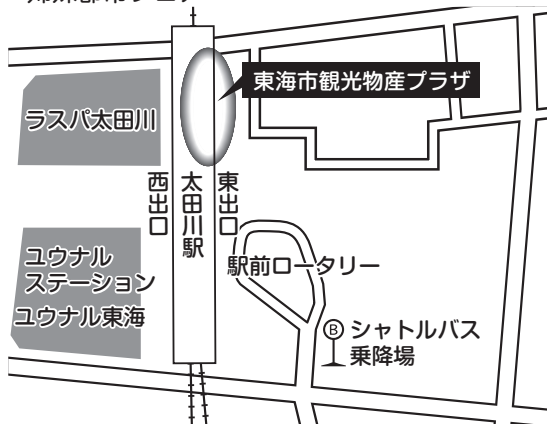 東海市観光物産プラザ
ラスパ太田川
西出口
太田川駅
東出口
ユウナル
ステーション
ユウナル東海
駅前ロータリー
Ⓑ シャトルバス
乗降場